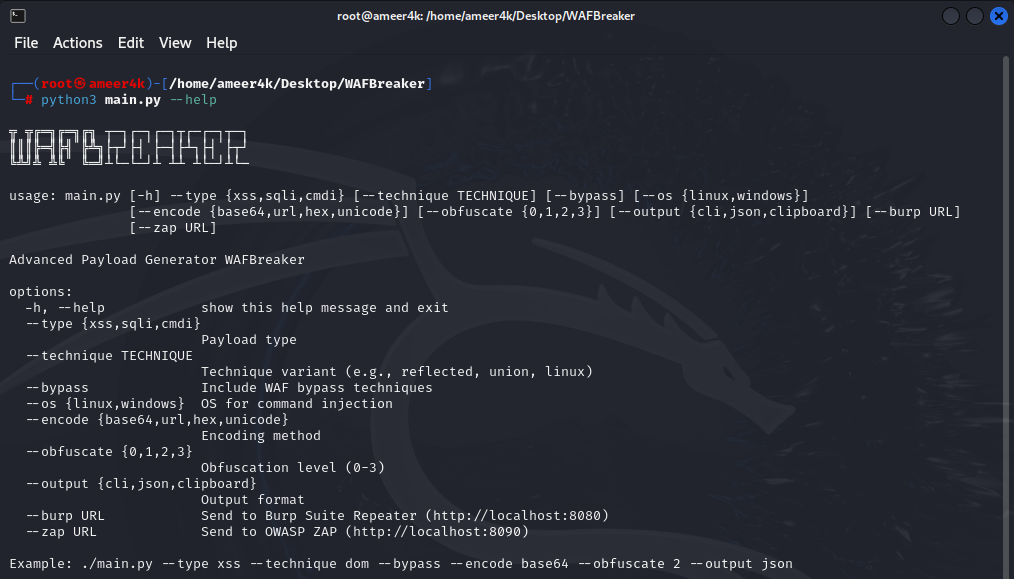 root@ameer4k: /home/ameer4k/Desktop/WAFBreaker
File Actions Edit View Help
┌──(root㉿ameer4k)-[/home/ameer4k/Desktop/WAFBreaker]
└─# python3 main.py --help
usage: main.py [-h] --type {xss,sqli,cmdi} [--technique TECHNIQUE] [--bypass] [--os {linux,windows}]
[--encode {base64,url,hex,unicode}] [--obfuscate {0,1,2,3}] [--output {cli,json,clipboard}] [--burp URL]
[--zap URL]
Advanced Payload Generator WAFBreaker
options:
-h, --help show this help message and exit
--type {xss,sqli,cmdi}
Payload type
--technique TECHNIQUE
Technique variant (e.g., reflected, union, linux)
--bypass Include WAF bypass techniques
--os {linux,windows} OS for command injection
--encode {base64,url,hex,unicode}
Encoding method
--obfuscate {0,1,2,3}
Obfuscation level (0-3)
--output {cli,json,clipboard}
Output format
--burp URL Send to Burp Suite Repeater (http://localhost:8080)
--zap URL Send to OWASP ZAP (http://localhost:8090)
Example: ./main.py --type xss --technique dom --bypass --encode base64 --obfuscate 2 --output json